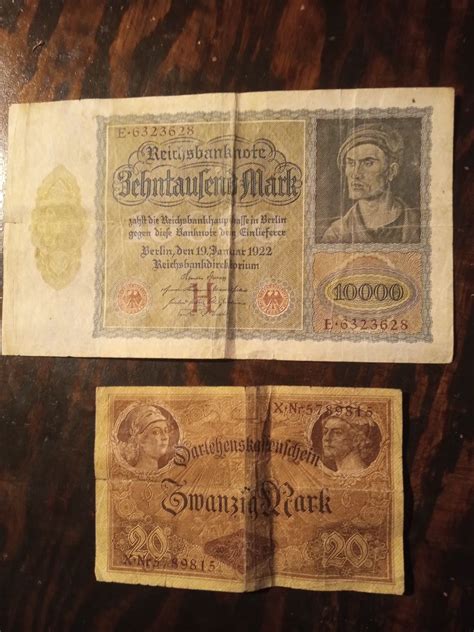 E·6323628
Reichsbanknote
Zehntausend Mark
zahlt die Reichsbankhauptkasse in Berlin
gegen diese Banknote dem Einlieferer
Berlin, den 19. Januar 1922
Reichsbankdirektorium
H
10000
E·6323628
X·Nr 5789815
Darlehenskassenschein
Zwanzig Mark
20
20
X·Nr 5789815